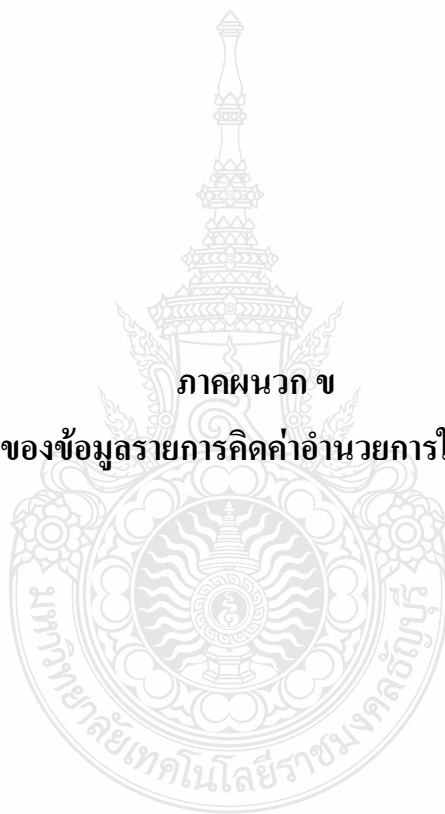 ภาคผนวก ข
ของข้อมูลรายการคิดค่าอำนวยการใ
มหาวิทยาลัยเทคโนโลยีราชมงคลธัญบุรี